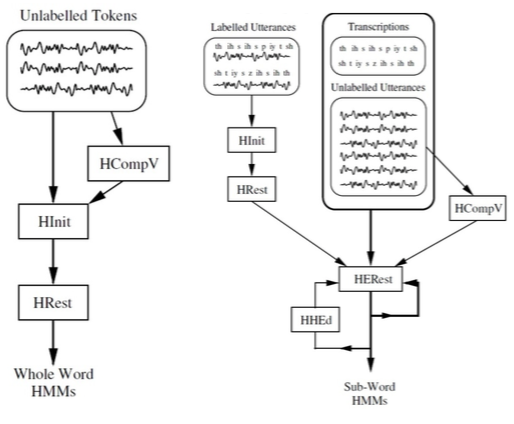 Unlabelled Tokens
HCompV
HInit
HRest
Whole Word
HMMs
Labelled Utterances
th ih s ih s p iy t sh
sh t iy s z ih s ih th
HInit
HRest
Transcriptions
th ih s ih s p iy t sh
sh t iy s z ih s ih th
Unlabelled Utterances
HCompV
HERest
HHEd
Sub-Word
HMMs